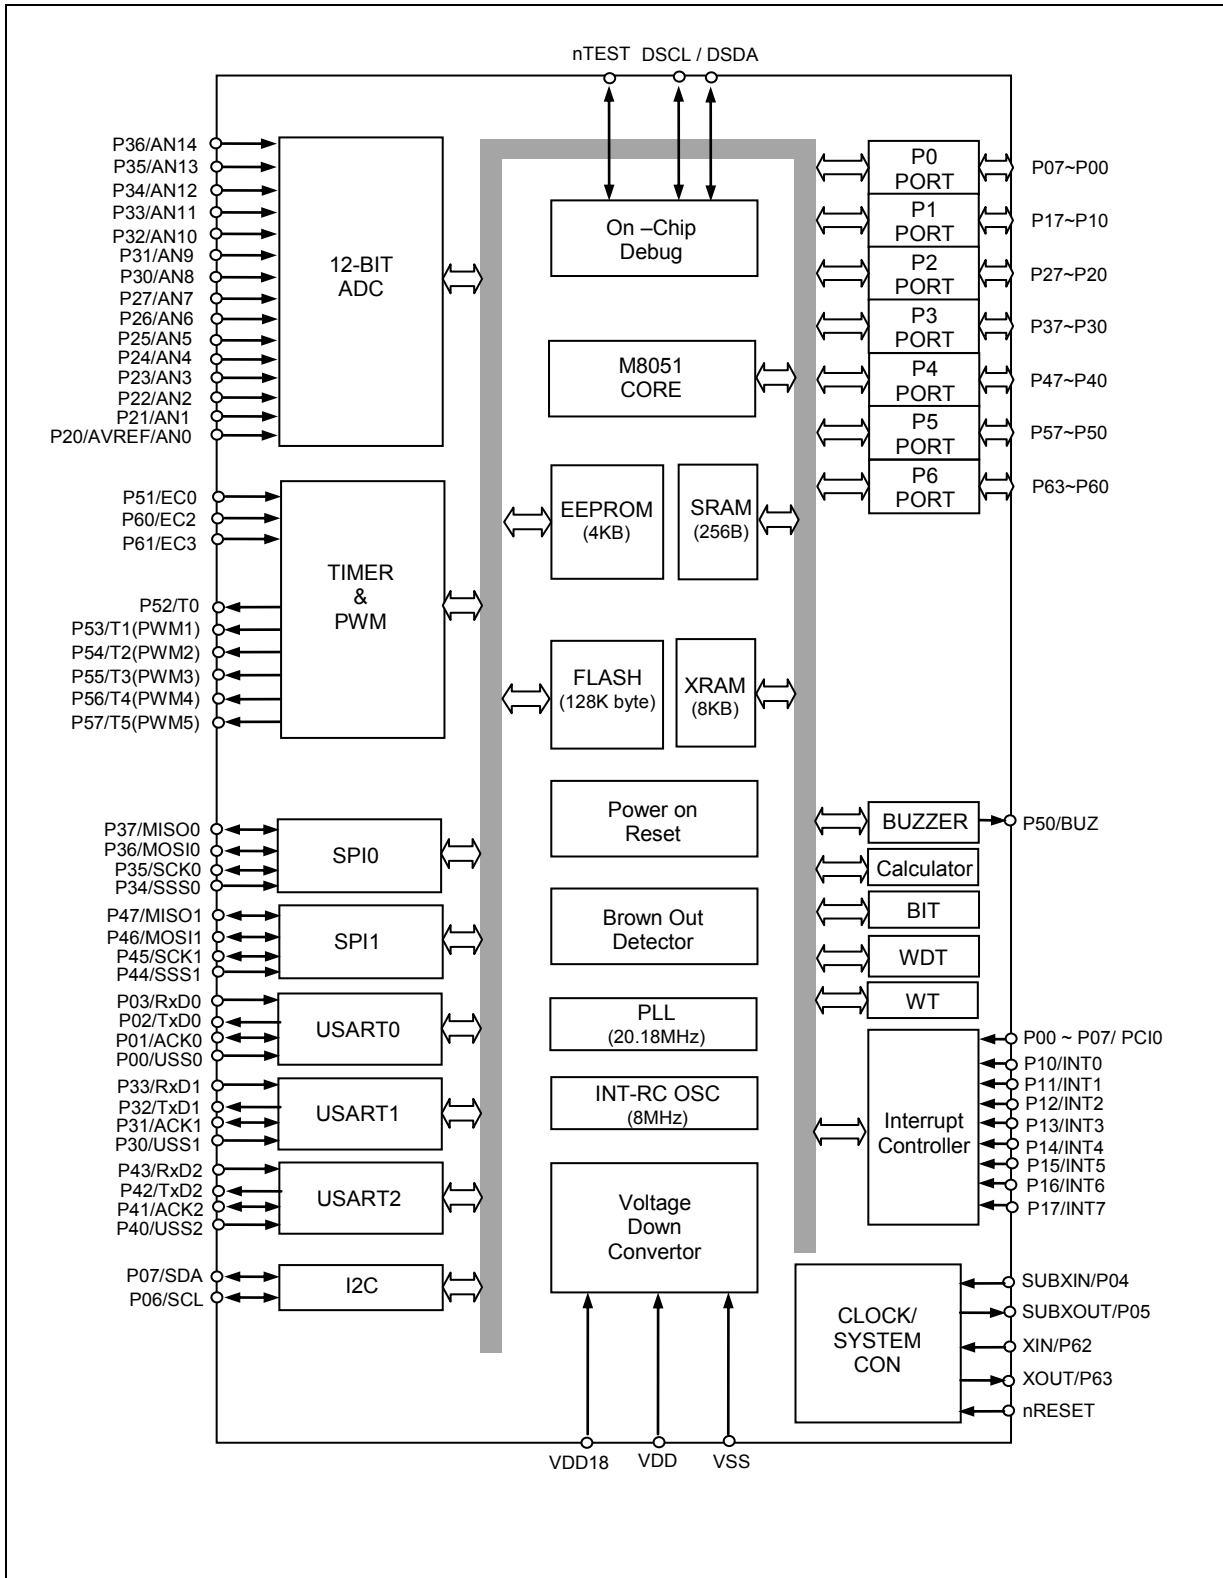 nTEST DSCL / DSDA
P36/AN14
P35/AN13
P34/AN12
P33/AN11
P32/AN10
P31/AN9
P30/AN8
P27/AN7
P26/AN6
P25/AN5
P24/AN4
P23/AN3
P22/AN2
P21/AN1
P20/AVREF/AN0
12-BIT
ADC
P51/EC0
P60/EC2
P61/EC3
P52/T0
P53/T1(PWM1)
P54/T2(PWM2)
P55/T3(PWM3)
P56/T4(PWM4)
P57/T5(PWM5)
TIMER
&
PWM
P37/MISO0
P36/MOSI0
P35/SCK0
P34/SSS0
SPI0
P47/MISO1
P46/MOSI1
P45/SCK1
P44/SSS1
SPI1
P03/RxD0
P02/TxD0
P01/ACK0
P00/USS0
USART0
P33/RxD1
P32/TxD1
P31/ACK1
P30/USS1
USART1
P43/RxD2
P42/TxD2
P41/ACK2
P40/USS2
USART2
P07/SDA
P06/SCL
I2C
On –Chip
Debug
M8051
CORE
EEPROM
(4KB)
SRAM
(256B)
FLASH
(128K byte)
XRAM
(8KB)
Power on
Reset
Brown Out
Detector
PLL
(20.18MHz)
INT-RC OSC
(8MHz)
Voltage
Down
Convertor
VDD18
VDD
VSS
P0
PORT
P07~P00
P1
PORT
P17~P10
P2
PORT
P27~P20
P3
PORT
P37~P30
P4
PORT
P47~P40
P5
PORT
P57~P50
P6
PORT
P63~P60
BUZZER
P50/BUZ
Calculator
BIT
WDT
WT
Interrupt
Controller
P00 ~ P07/ PCI0
P10/INT0
P11/INT1
P12/INT2
P13/INT3
P14/INT4
P15/INT5
P16/INT6
P17/INT7
CLOCK/
SYSTEM
CON
SUBXIN/P04
SUBXOUT/P05
XIN/P62
XOUT/P63
nRESET